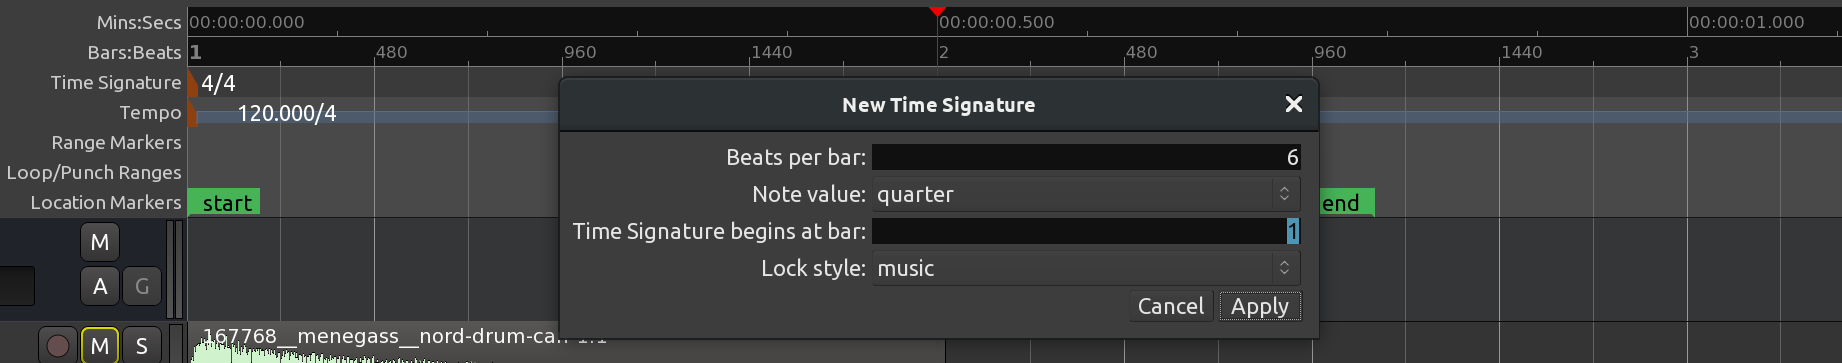 Mins:Secs 00:00:00.000 00:00:00.500 00:00:01.000
Bars:Beats 1 480 960 1440 2 480 960 1440 3
Time Signature 4/4
Tempo 120.000/4
Range Markers
Loop/Punch Ranges
Location Markers start end
New Time Signature
Beats per bar: 6
Note value: quarter
Time Signature begins at bar: 1
Lock style: music
Cancel Apply
M
A G
M S
167768__menegass__nord-drum-ca